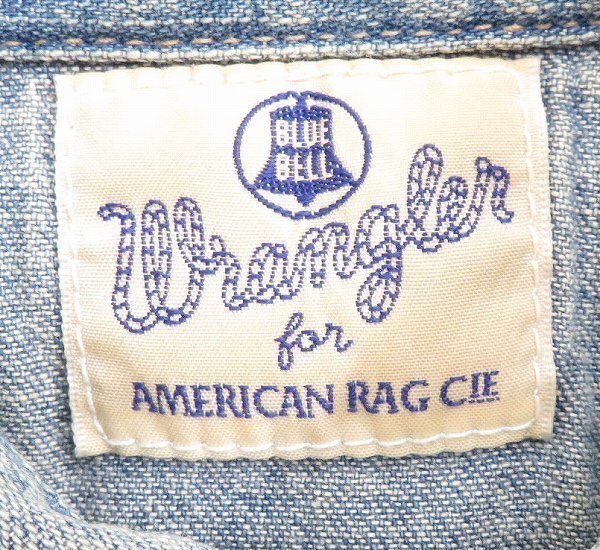 BLUE
BELL
Wrangler
for
AMERICAN RAG CIE